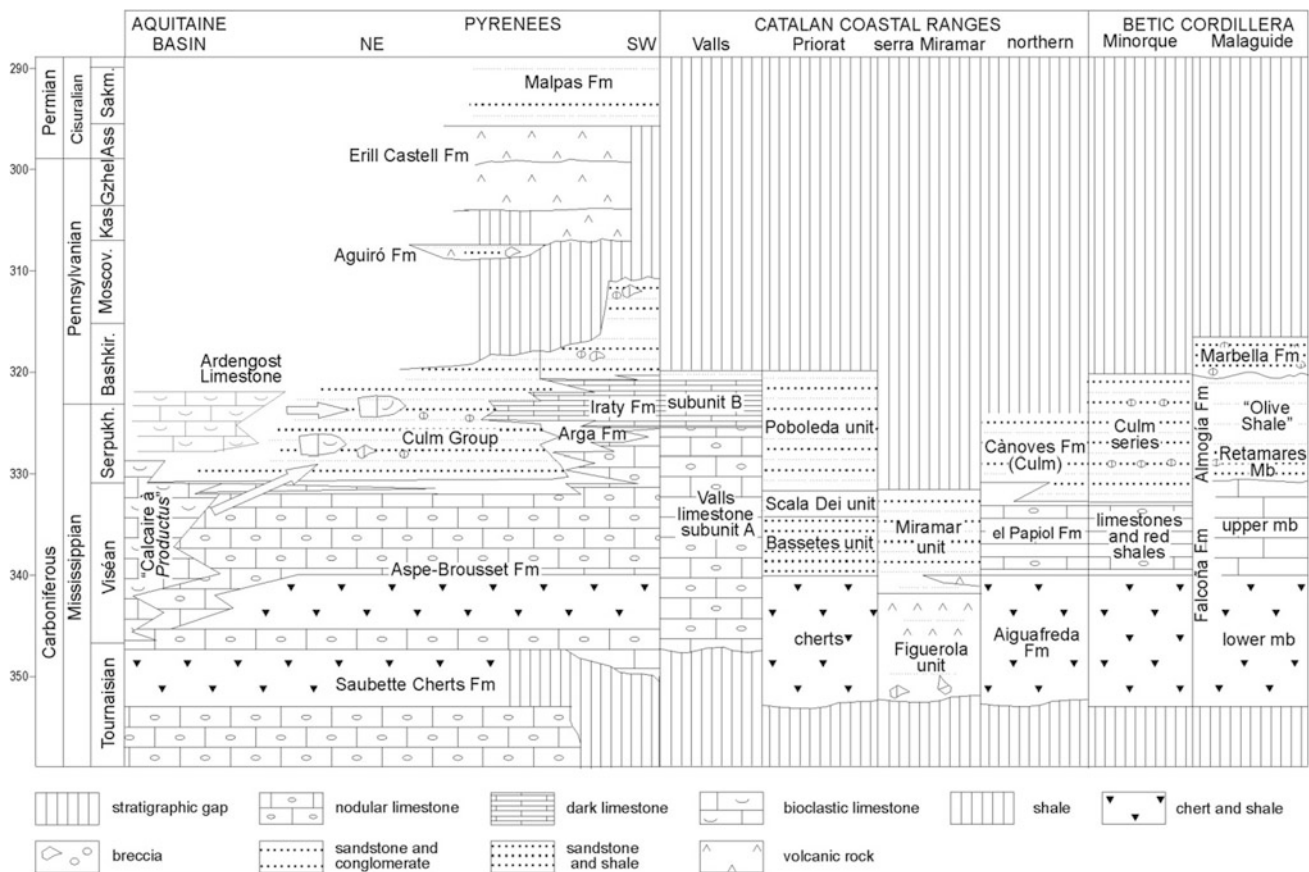 AQUITAINE
BASIN
PYRENEES
NE
SW
CATALAN COASTAL RANGES
Valls
Priorat
serra Miramar
northern
BETIC CORDILLERA
Minorque
Malaguide
290
300
310
320
330
340
350
Permian
Carboniferous
Cisuralian
Pennsylvanian
Mississippian
Sakm.
Ass
Gzhel
Kas
Moscov.
Bashkir.
Serpukh.
Viséan
Tournaisian
Malpas Fm
Erill Castell Fm
Aguiró Fm
Ardengost
Limestone
Iraty Fm
Arga Fm
Culm Group
"Calcaire à
Productus"
Aspe-Brousset Fm
Saubette Cherts Fm
subunit B
Valls
limestone
subunit A
Poboleda unit
Scala Dei unit
Bassetes unit
cherts
Miramar
unit
Figuerola
unit
Cànoves Fm
(Culm)
el Papiol Fm
Aiguafreda
Fm
Culm
series
limestones
and red
shales
Marbella Fm
Almogia Fm
"Olive
Shale"
Retamares
Mb
Falcoña Fm
upper mb
lower mb
stratigraphic gap
nodular limestone
dark limestone
bioclastic limestone
shale
chert and shale
breccia
sandstone and
conglomerate
sandstone
and shale
volcanic rock